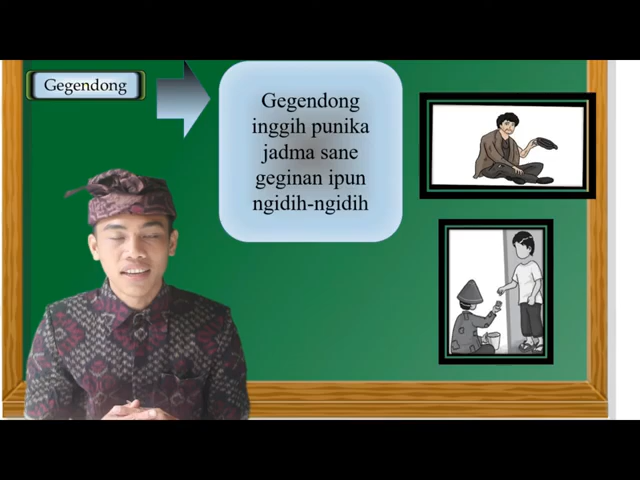 Gegendong
Gegendong
inggih punika
jadma sane
geginan ipun
ngidih-ngidih